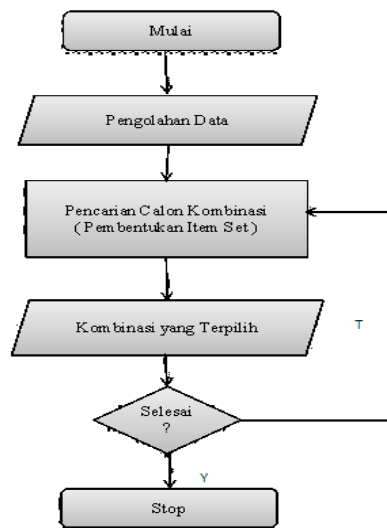 Mulai
Pengolahan Data
Pencarian Calon Kombinasi
(Pembentukan Item Set)
Kombinasi yang Terpilih
T
Selesai
?
Y
Stop